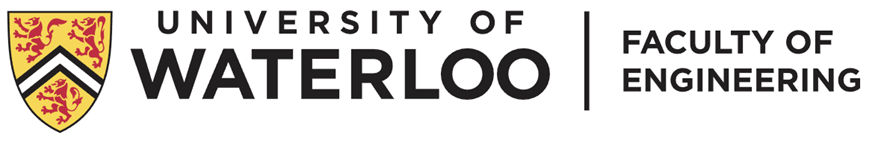 UNIVERSITY OF
WATERLOO
FACULTY OF
ENGINEERING